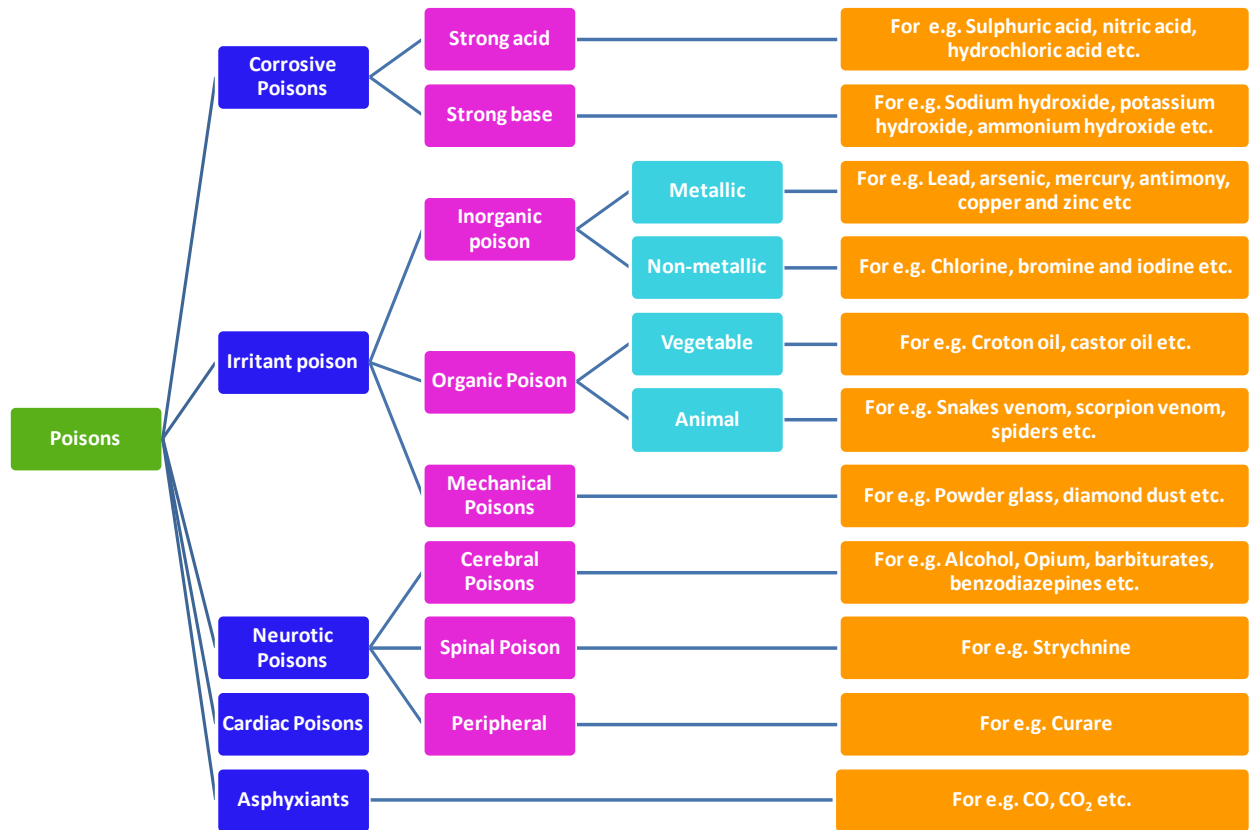 Poisons
Corrosive
Poisons
Strong acid
For e.g. Sulphuric acid, nitric acid,
hydrochloric acid etc.
Strong base
For e.g. Sodium hydroxide, potassium
hydroxide, ammonium hydroxide etc.
Irritant poison
Inorganic
poison
Metallic
For e.g. Lead, arsenic, mercury, antimony,
copper and zinc etc
Non-metallic
For e.g. Chlorine, bromine and iodine etc.
Organic Poison
Vegetable
For e.g. Croton oil, castor oil etc.
Animal
For e.g. Snakes venom, scorpion venom,
spiders etc.
Mechanical
Poisons
For e.g. Powder glass, diamond dust etc.
Neurotic
Poisons
Cerebral
Poisons
For e.g. Alcohol, Opium, barbiturates,
benzodiazepines etc.
Spinal Poison
For e.g. Strychnine
Peripheral
For e.g. Curare
Cardiac Poisons
Asphyxiants
For e.g. CO, CO₂ etc.